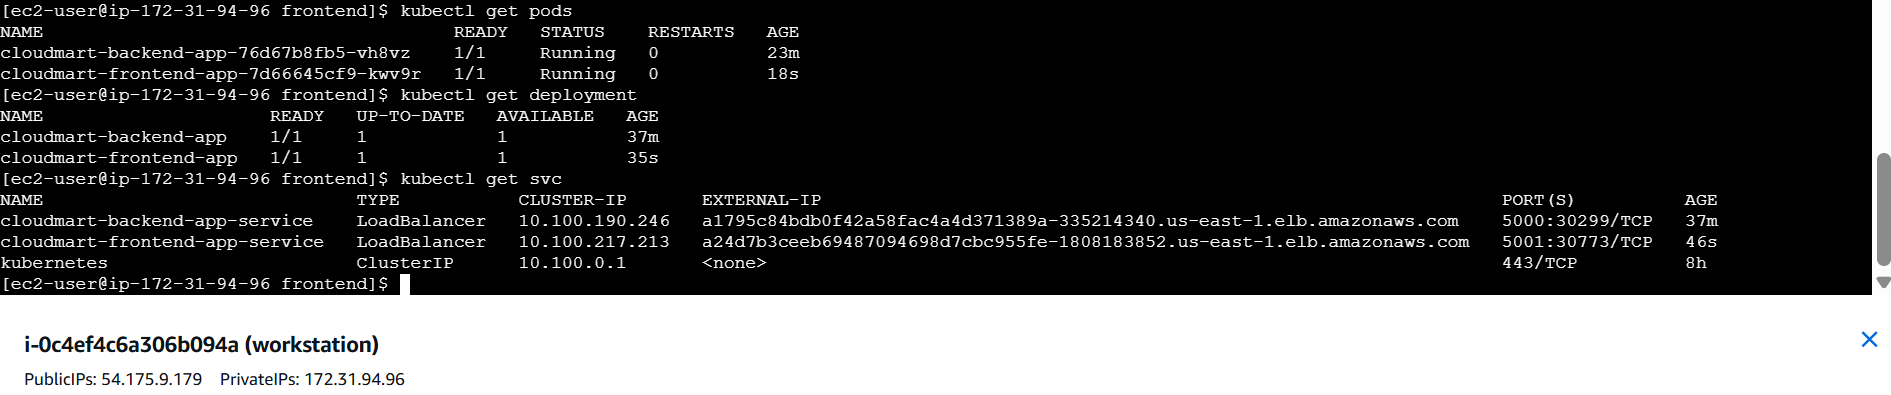 [ec2-user@ip-172-31-94-96 frontend]$ kubectl get pods
NAME READY STATUS RESTARTS AGE
cloudmart-backend-app-76d67b8fb5-vh8vz 1/1 Running 0 23m
cloudmart-frontend-app-7d66645cf9-kwv9r 1/1 Running 0 18s
[ec2-user@ip-172-31-94-96 frontend]$ kubectl get deployment
NAME READY UP-TO-DATE AVAILABLE AGE
cloudmart-backend-app 1/1 1 1 37m
cloudmart-frontend-app 1/1 1 1 35s
[ec2-user@ip-172-31-94-96 frontend]$ kubectl get svc
NAME TYPE CLUSTER-IP EXTERNAL-IP PORT(S) AGE
cloudmart-backend-app-service LoadBalancer 10.100.190.246 a1795c84bdb0f42a58fac4a4d371389a-335214340.us-east-1.elb.amazonaws.com 5000:30299/TCP 37m
cloudmart-frontend-app-service LoadBalancer 10.100.217.213 a24d7b3ceeb69487094698d7cbc955fe-1808183852.us-east-1.elb.amazonaws.com 5001:30773/TCP 46s
kubernetes ClusterIP 10.100.0.1 <none> 443/TCP 8h
[ec2-user@ip-172-31-94-96 frontend]$
i-0c4ef4c6a306b094a (workstation)
PublicIPs: 54.175.9.179 PrivateIPs: 172.31.94.96